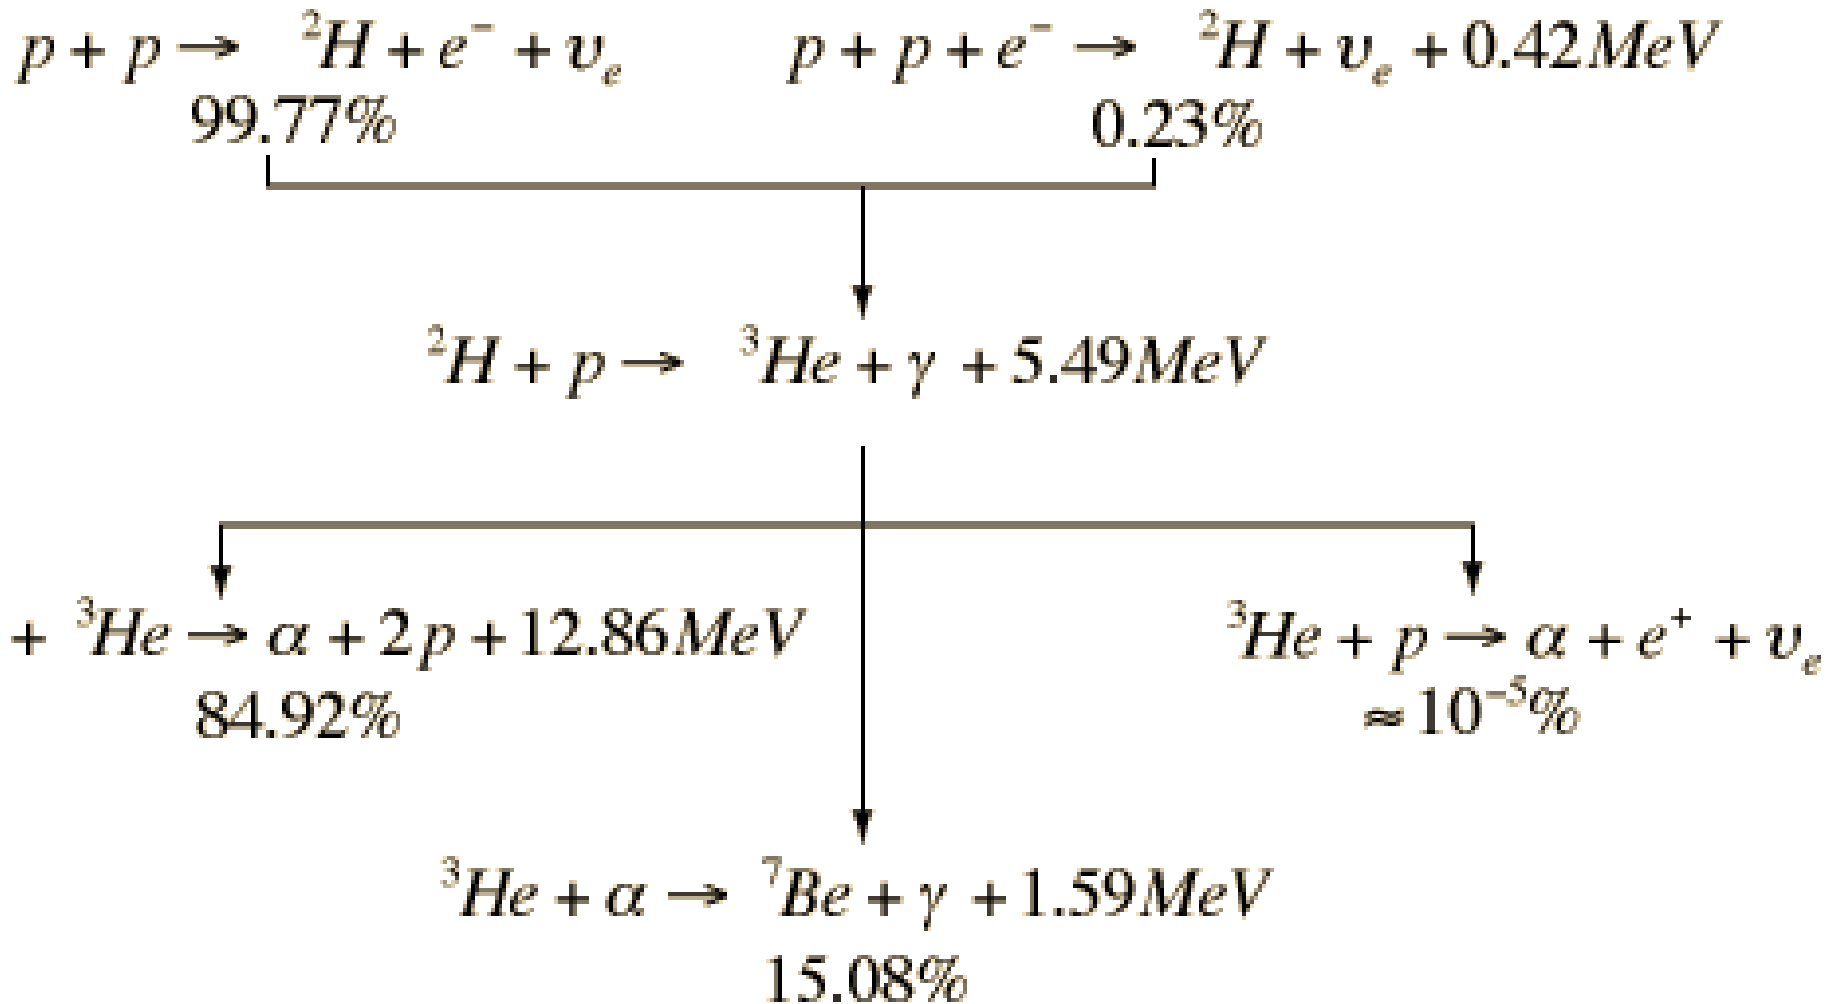 p + p → ²H + e⁻ + υₑ
99.77%
p + p + e⁻ → ²H + υₑ + 0.42MeV
0.23%
²H + p → ³He + γ + 5.49MeV
+ ³He → α + 2p + 12.86MeV
84.92%
³He + p → α + e⁺ + υₑ
≈10⁻⁵%
³He + α → ⁷Be + γ + 1.59MeV
15.08%